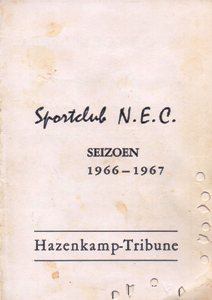 Sportclub N.E.C.
SEIZOEN
1966-1967
Hazenkamp-Tribune